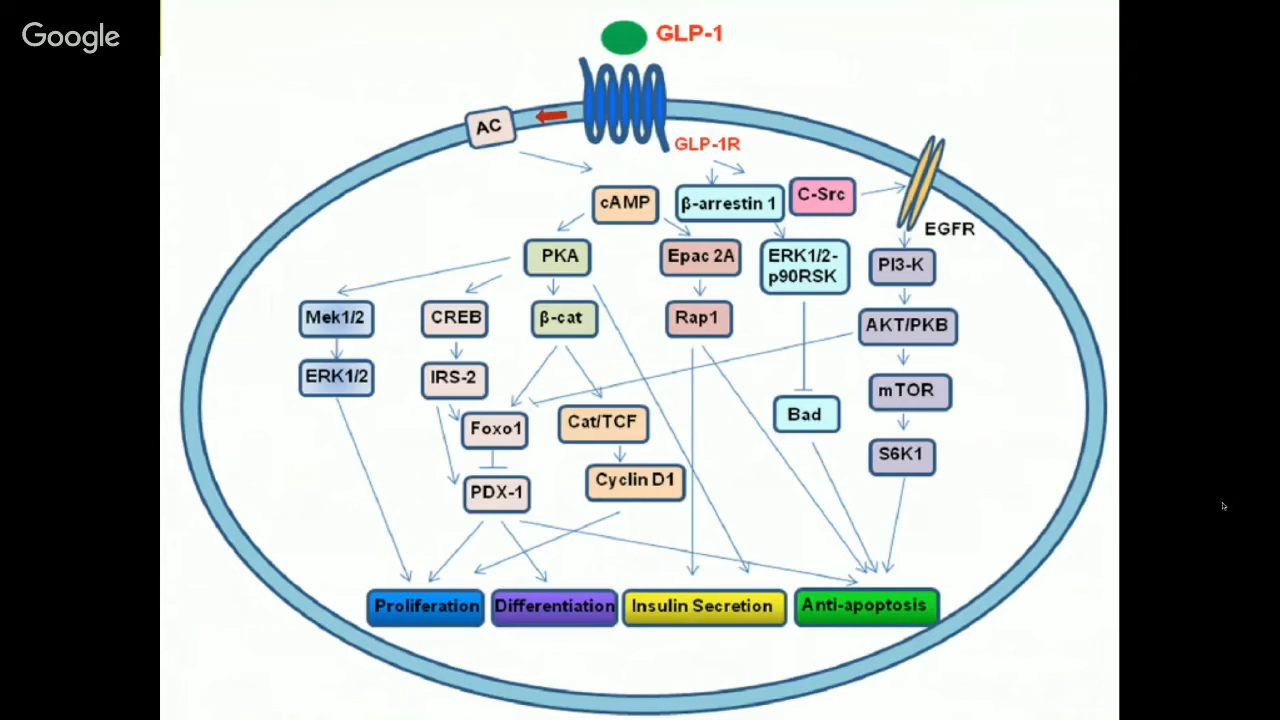 Google
GLP-1
AC
GLP-1R
cAMP
β-arrestin 1
C-Src
EGFR
PKA
Epac 2A
ERK1/2-
p90RSK
PI3-K
Mek1/2
CREB
β-cat
Rap1
AKT/PKB
ERK1/2
IRS-2
mTOR
Foxo1
Cat/TCF
Bad
S6K1
PDX-1
Cyclin D1
Proliferation
Differentiation
Insulin Secretion
Anti-apoptosis